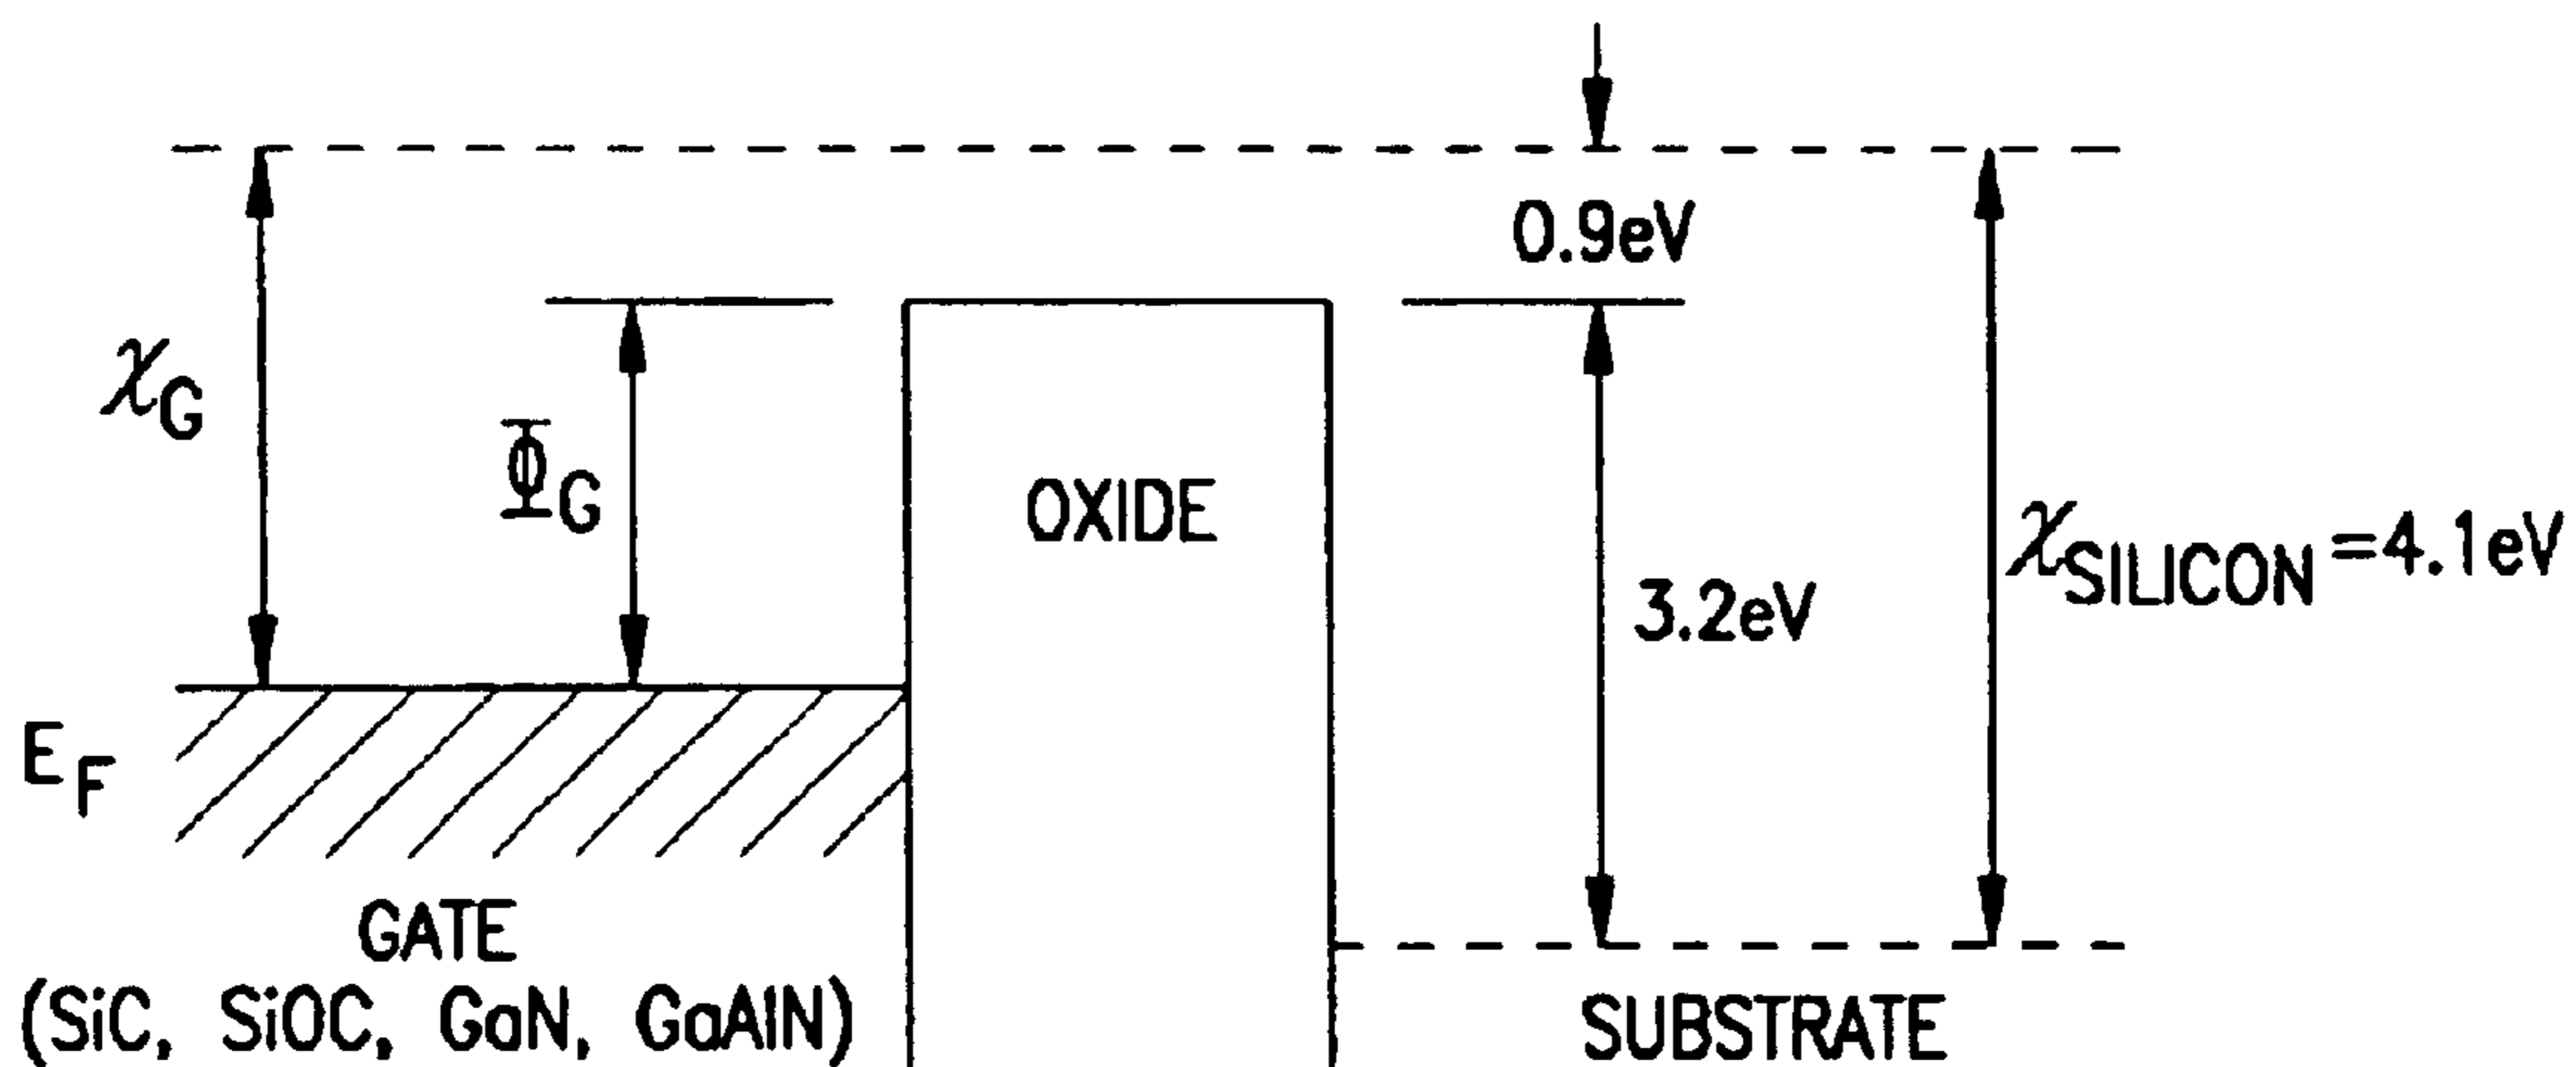 0.9eV
χG
ΦG
OXIDE
χSILICON=4.1eV
3.2eV
EF
GATE
(SiC, SiOC, GaN, GaAlN)
SUBSTRATE